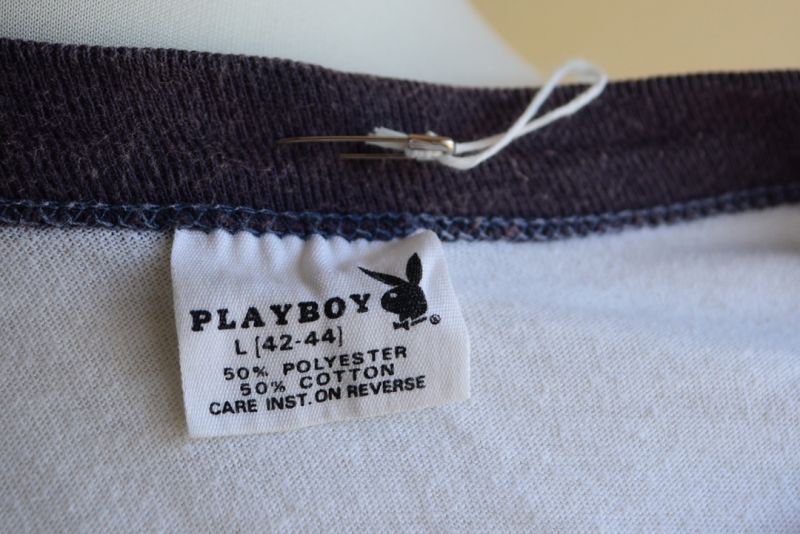 PLAYBOY ®
L [42-44]
50% POLYESTER
50% COTTON
CARE INST. ON REVERSE